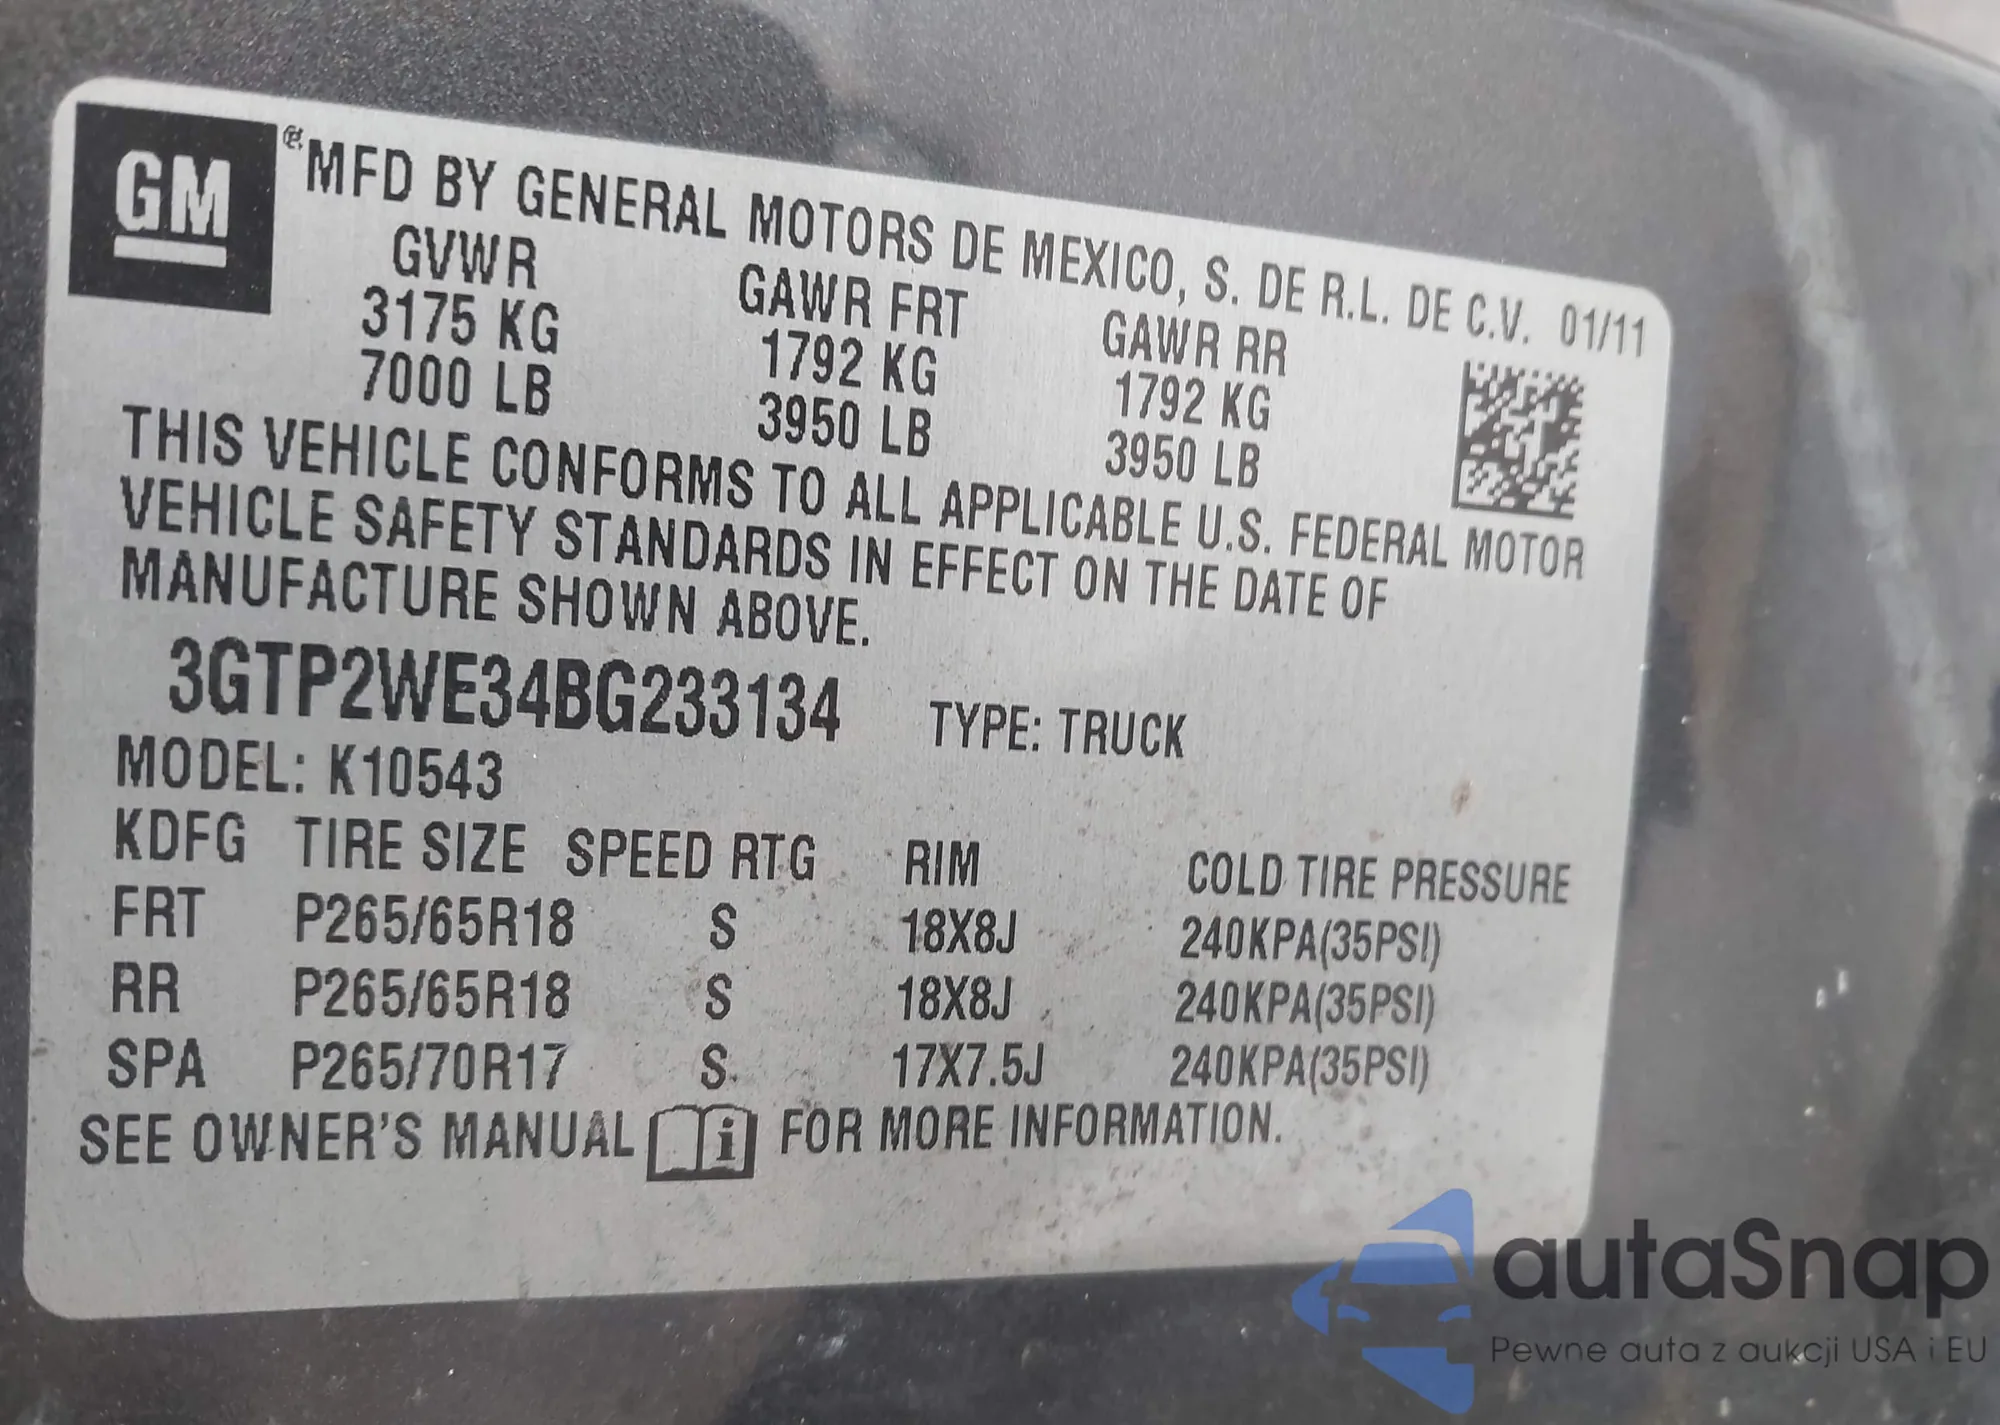 GM
® MFD BY GENERAL MOTORS DE MEXICO, S. DE R.L. DE C.V. 01/11
GVWR GAWR FRT GAWR RR
3175 KG 1792 KG 1792 KG
7000 LB 3950 LB 3950 LB
THIS VEHICLE CONFORMS TO ALL APPLICABLE U.S. FEDERAL MOTOR
VEHICLE SAFETY STANDARDS IN EFFECT ON THE DATE OF
MANUFACTURE SHOWN ABOVE.
3GTP2WE34BG233134 TYPE: TRUCK
MODEL: K10543
KDFG TIRE SIZE SPEED RTG RIM COLD TIRE PRESSURE
FRT P265/65R18 S 18X8J 240KPA(35PSI)
RR P265/65R18 S 18X8J 240KPA(35PSI)
SPA P265/70R17 S 17X7.5J 240KPA(35PSI)
SEE OWNER'S MANUAL i FOR MORE INFORMATION.
autaSnap
Pewne auta z aukcji USA i EU